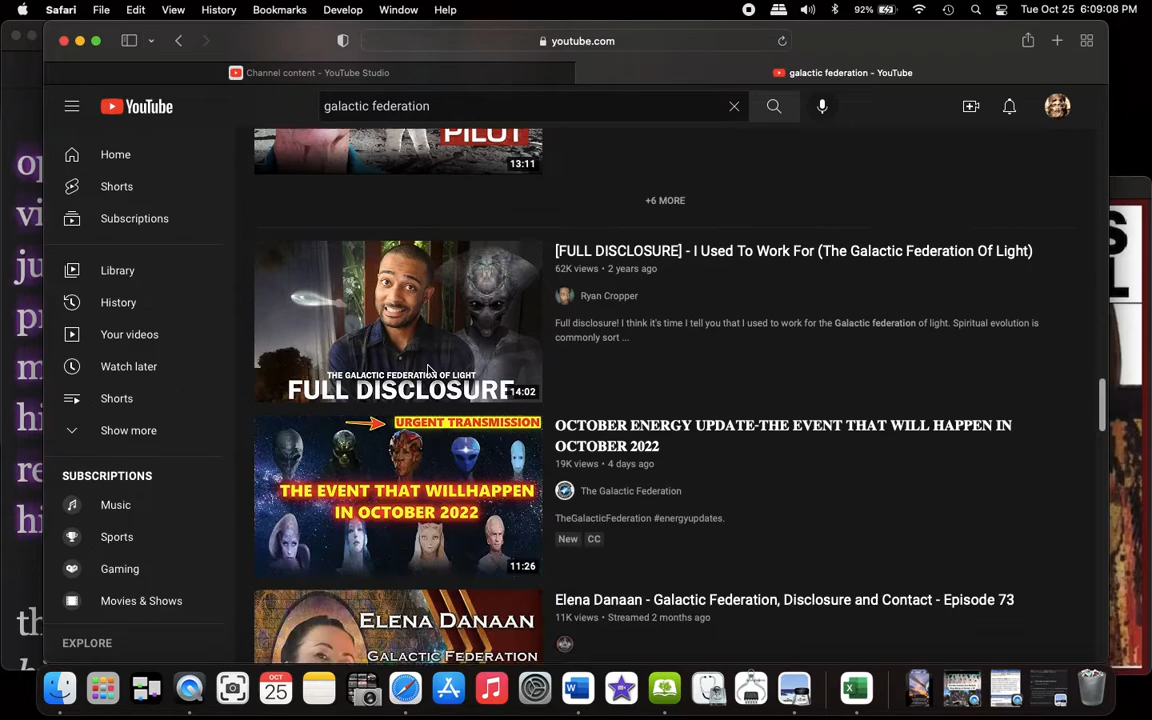 Safari File Edit View History Bookmarks Develop Window Help 92% Tue Oct 25 6:09:08 PM
youtube.com
Channel content - YouTube Studio galactic federation - YouTube
YouTube galactic federation
PILOT
13:11
+6 MORE
Home
Shorts
Subscriptions
Library
History
Your videos
Watch later
Shorts
Show more
SUBSCRIPTIONS
Music
Sports
Gaming
Movies & Shows
EXPLORE
THE GALACTIC FEDERATION OF LIGHT
FULL DISCLOSURE
14:02
[FULL DISCLOSURE] - I Used To Work For (The Galactic Federation Of Light)
62K views • 2 years ago
Ryan Cropper
Full disclosure! I think it's time I tell you that I used to work for the Galactic federation of light. Spiritual evolution is
commonly sort ...
URGENT TRANSMISSION
THE EVENT THAT WILLHAPPEN
IN OCTOBER 2022
11:26
OCTOBER ENERGY UPDATE-THE EVENT THAT WILL HAPPEN IN
OCTOBER 2022
19K views • 4 days ago
The Galactic Federation
TheGalacticFederation #energyupdates.
New CC
ELENA DANAAN
GALACTIC FEDERATION
Elena Danaan - Galactic Federation, Disclosure and Contact - Episode 73
11K views • Streamed 2 months ago
OCT
25